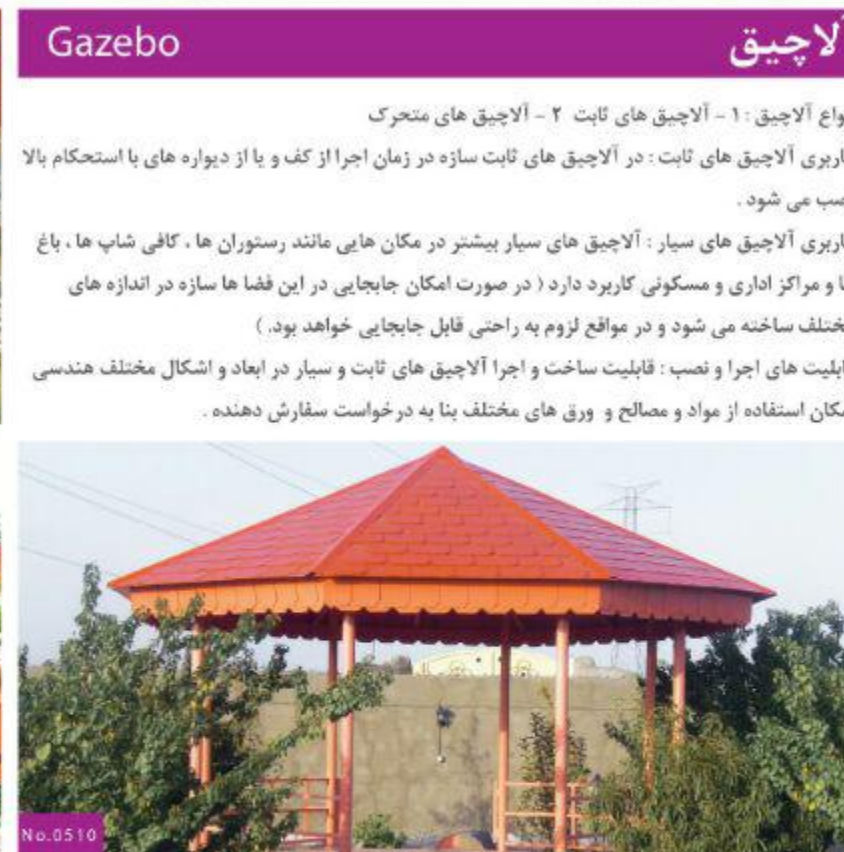 Gazebo
آلاچیق
واع آلاچیق : ۱ - آلاچیق های ثابت ۲ - آلاچیق های متحرک
اربری آلاچیق های ثابت : در آلاچیق های ثابت سازه در زمان اجرا از کف و یا از دیواره های با استحکام بالا
صب می شود .
اربری آلاچیق های سیار : آلاچیق های سیار بیشتر در مکان هایی مانند رستوران ها ، کافی شاپ ها ، باغ
ا و مراکز اداری و مسکونی کاربرد دارد ( در صورت امکان جابجایی در این فضا ها سازه در اندازه های
ختلف ساخته می شود و در مواقع لزوم به راحتی قابل جابجایی خواهد بود. )
ابلیت های اجرا و نصب : قابلیت ساخت و اجرا آلاچیق های ثابت و سیار در ابعاد و اشکال مختلف هندسی
مکان استفاده از مواد و مصالح و ورق های مختلف بنا به درخواست سفارش دهنده .
No.0510